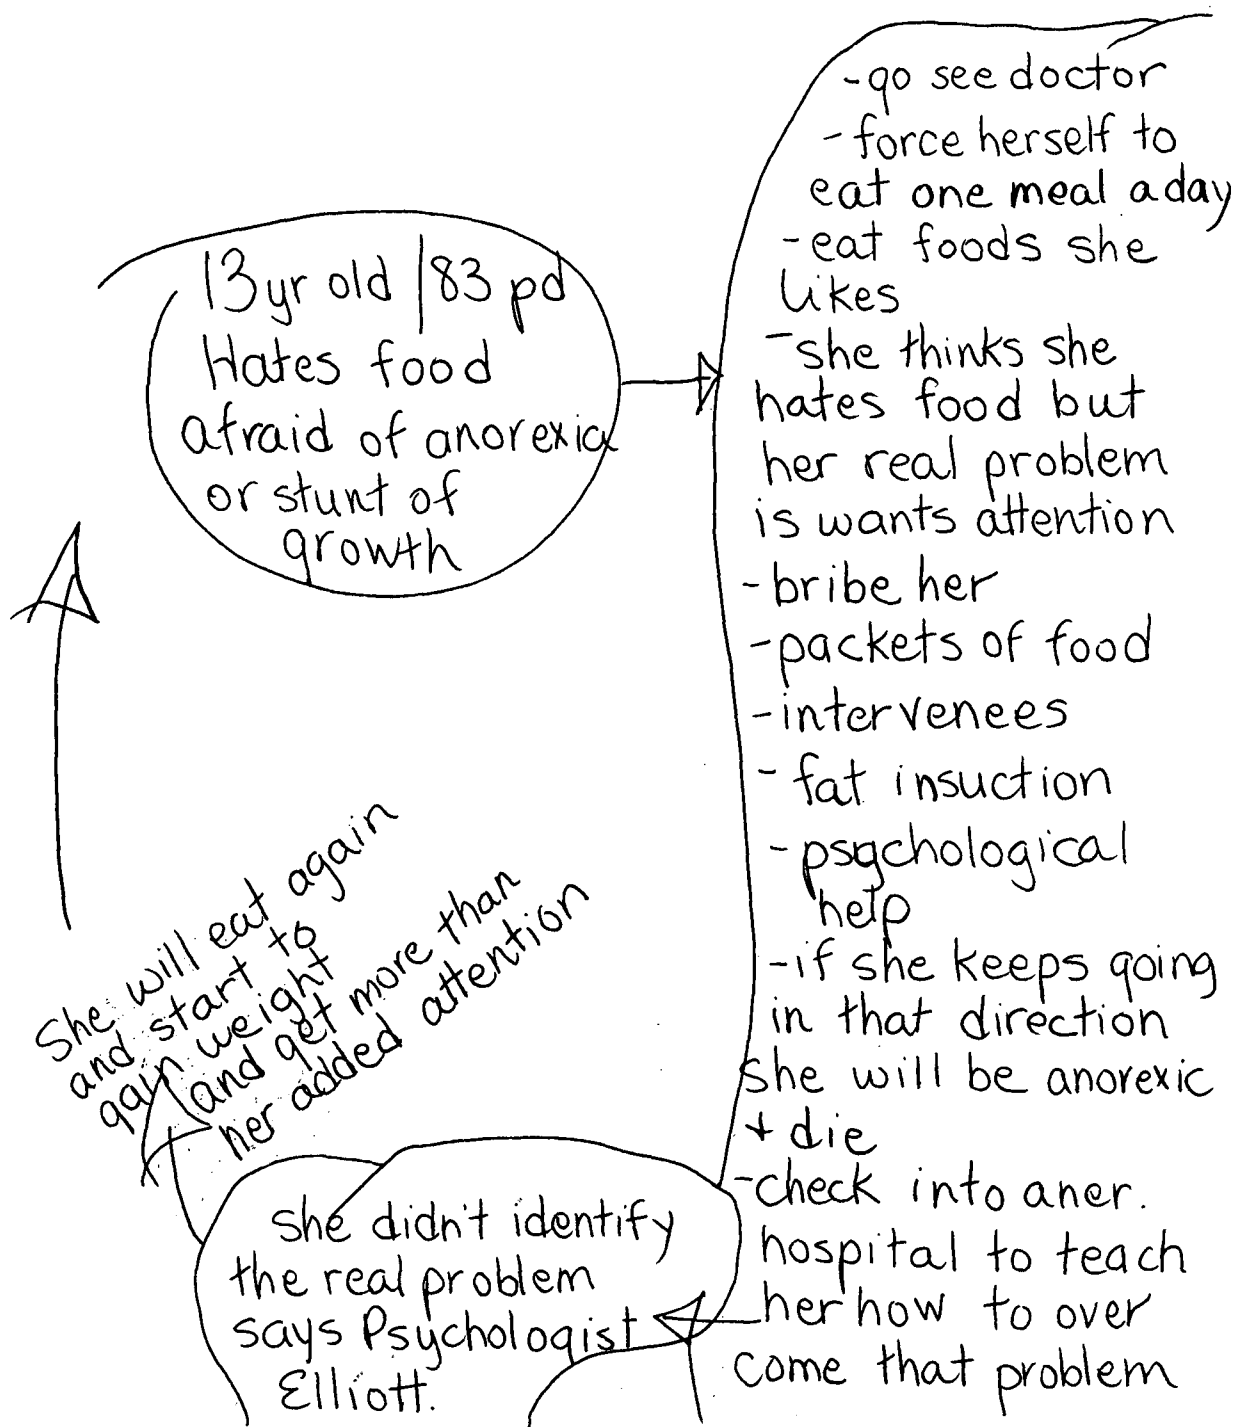 13yr old / 83 pd
Hates food
afraid of anorexia
or stunt of
growth
-go see doctor
-force herself to
eat one meal a day
-eat foods she
likes
-she thinks she
hates food but
her real problem
is wants attention
-bribe her
-packets of food
-intervenees
-fat insuction
-psychological
help
-if she keeps going
in that direction
she will be anorexic
+ die
-check into aner.
hospital to teach
her how to over
come that problem
She didn't identify
the real problem
says Psychologist
Elliott.
She will eat again
and start to
gain weight
and get more than
her added attention